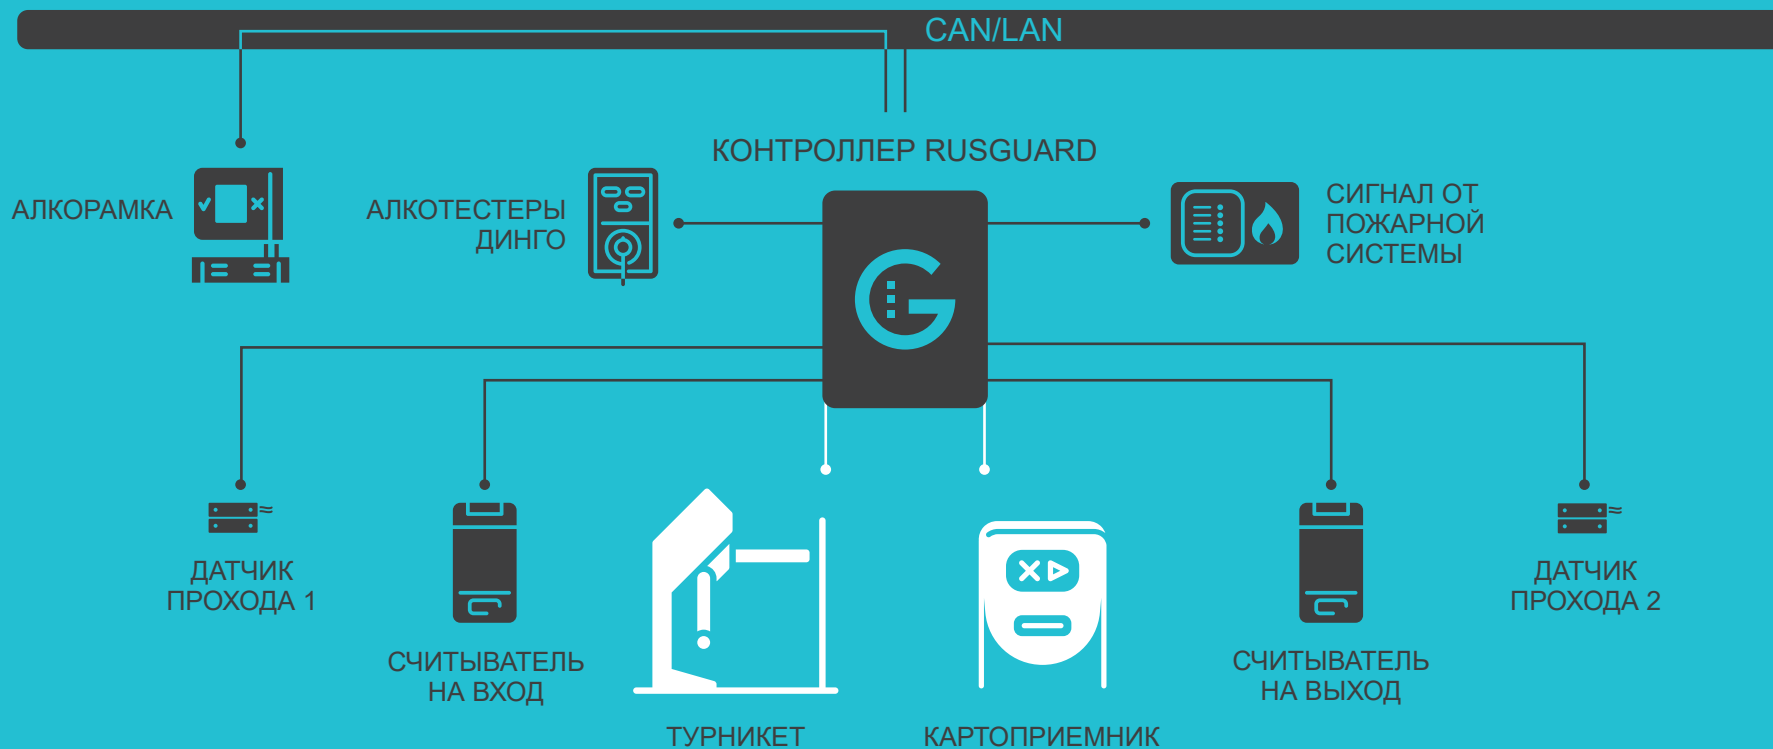 CAN/LAN
КОНТРОЛЛЕР RUSGUARD
АЛКОРАМКА
АЛКОТЕСТЕРЫ
ДИНГО
СИГНАЛ ОТ
ПОЖАРНОЙ
СИСТЕМЫ
ДАТЧИК
ПРОХОДА 1
СЧИТЫВАТЕЛЬ
НА ВХОД
ТУРНИКЕТ
КАРТОПРИЕМНИК
СЧИТЫВАТЕЛЬ
НА ВЫХОД
ДАТЧИК
ПРОХОДА 2